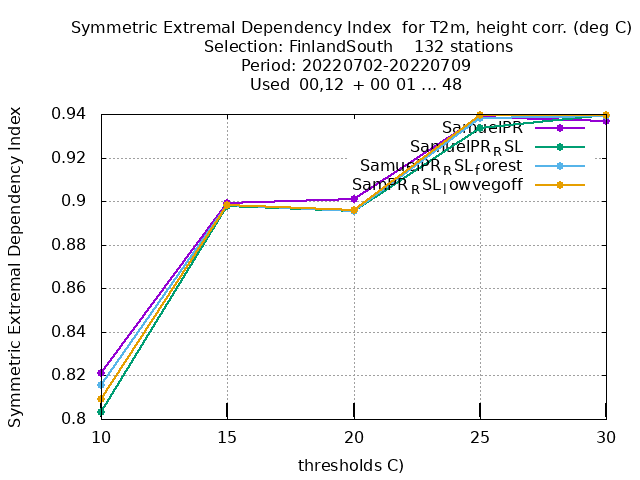 Symmetric Extremal Dependency Index for T2m, height corr. (deg C)
Selection: FinlandSouth 132 stations
Period: 20220702-20220709
Used 00,12 + 00 01 ... 48
Symmetric Extremal Dependency Index
0.94
0.92
0.9
0.88
0.86
0.84
0.82
0.8
SamuelPR
SamuelPR_RSL
SamuelPR_RSL_forest
SamPR_RSL_lowvegoff
10 15 20 25 30
thresholds C)